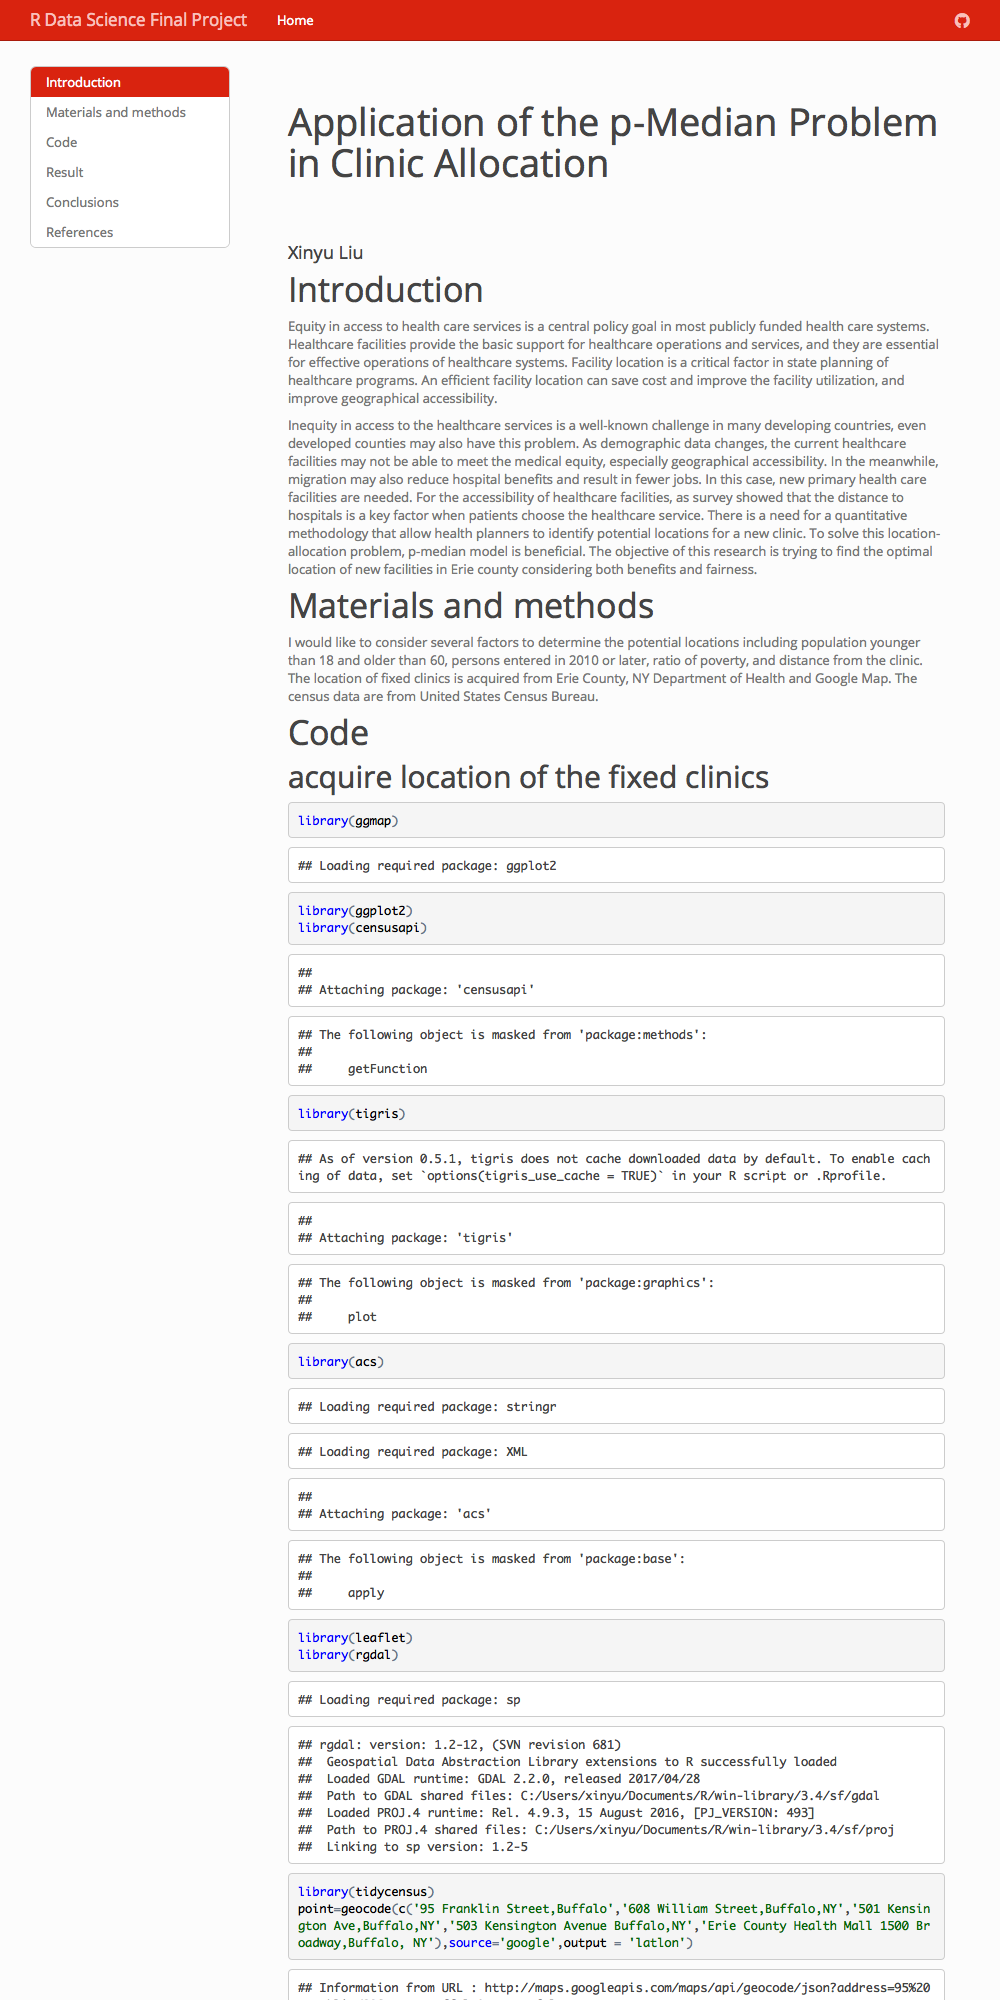 R Data Science Final Project
Home
Introduction
Materials and methods
Code
Result
Conclusions
References
Application of the p-Median Problem
in Clinic Allocation
Xinyu Liu
Introduction
Equity in access to health care services is a central policy goal in most publicly funded health care systems.
Healthcare facilities provide the basic support for healthcare operations and services, and they are essential
for effective operations of healthcare systems. Facility location is a critical factor in state planning of
healthcare programs. An efficient facility location can save cost and improve the facility utilization, and
improve geographical accessibility.
Inequity in access to the healthcare services is a well-known challenge in many developing countries, even
developed counties may also have this problem. As demographic data changes, the current healthcare
facilities may not be able to meet the medical equity, especially geographical accessibility. In the meanwhile,
migration may also reduce hospital benefits and result in fewer jobs. In this case, new primary health care
facilities are needed. For the accessibility of healthcare facilities, as survey showed that the distance to
hospitals is a key factor when patients choose the healthcare service. There is a need for a quantitative
methodology that allow health planners to identify potential locations for a new clinic. To solve this location-
allocation problem, p-median model is beneficial. The objective of this research is trying to find the optimal
location of new facilities in Erie county considering both benefits and fairness.
Materials and methods
I would like to consider several factors to determine the potential locations including population younger
than 18 and older than 60, persons entered in 2010 or later, ratio of poverty, and distance from the clinic.
The location of fixed clinics is acquired from Erie County, NY Department of Health and Google Map. The
census data are from United States Census Bureau.
Code
acquire location of the fixed clinics
library(ggmap)
## Loading required package: ggplot2
library(ggplot2)
library(censusapi)
##
## Attaching package: 'censusapi'
## The following object is masked from 'package:methods':
##
##     getFunction
library(tigris)
## As of version 0.5.1, tigris does not cache downloaded data by default. To enable cach
ing of data, set `options(tigris_use_cache = TRUE)` in your R script or .Rprofile.
##
## Attaching package: 'tigris'
## The following object is masked from 'package:graphics':
##
##     plot
library(acs)
## Loading required package: stringr
## Loading required package: XML
##
## Attaching package: 'acs'
## The following object is masked from 'package:base':
##
##     apply
library(leaflet)
library(rgdal)
## Loading required package: sp
## rgdal: version: 1.2-12, (SVN revision 681)
##  Geospatial Data Abstraction Library extensions to R successfully loaded
##  Loaded GDAL runtime: GDAL 2.2.0, released 2017/04/28
##  Path to GDAL shared files: C:/Users/xinyu/Documents/R/win-library/3.4/sf/gdal
##  Loaded PROJ.4 runtime: Rel. 4.9.3, 15 August 2016, [PJ_VERSION: 493]
##  Path to PROJ.4 shared files: C:/Users/xinyu/Documents/R/win-library/3.4/sf/proj
##  Linking to sp version: 1.2-5
library(tidycensus)
point=geocode(c('95 Franklin Street,Buffalo','608 William Street,Buffalo,NY','501 Kensin
gton Ave,Buffalo,NY','503 Kensington Avenue Buffalo,NY','Erie County Health Mall 1500 Br
oadway,Buffalo, NY'),source='google',output = 'latlon')
## Information from URL : http://maps.googleapis.com/maps/api/geocode/json?address=95%20